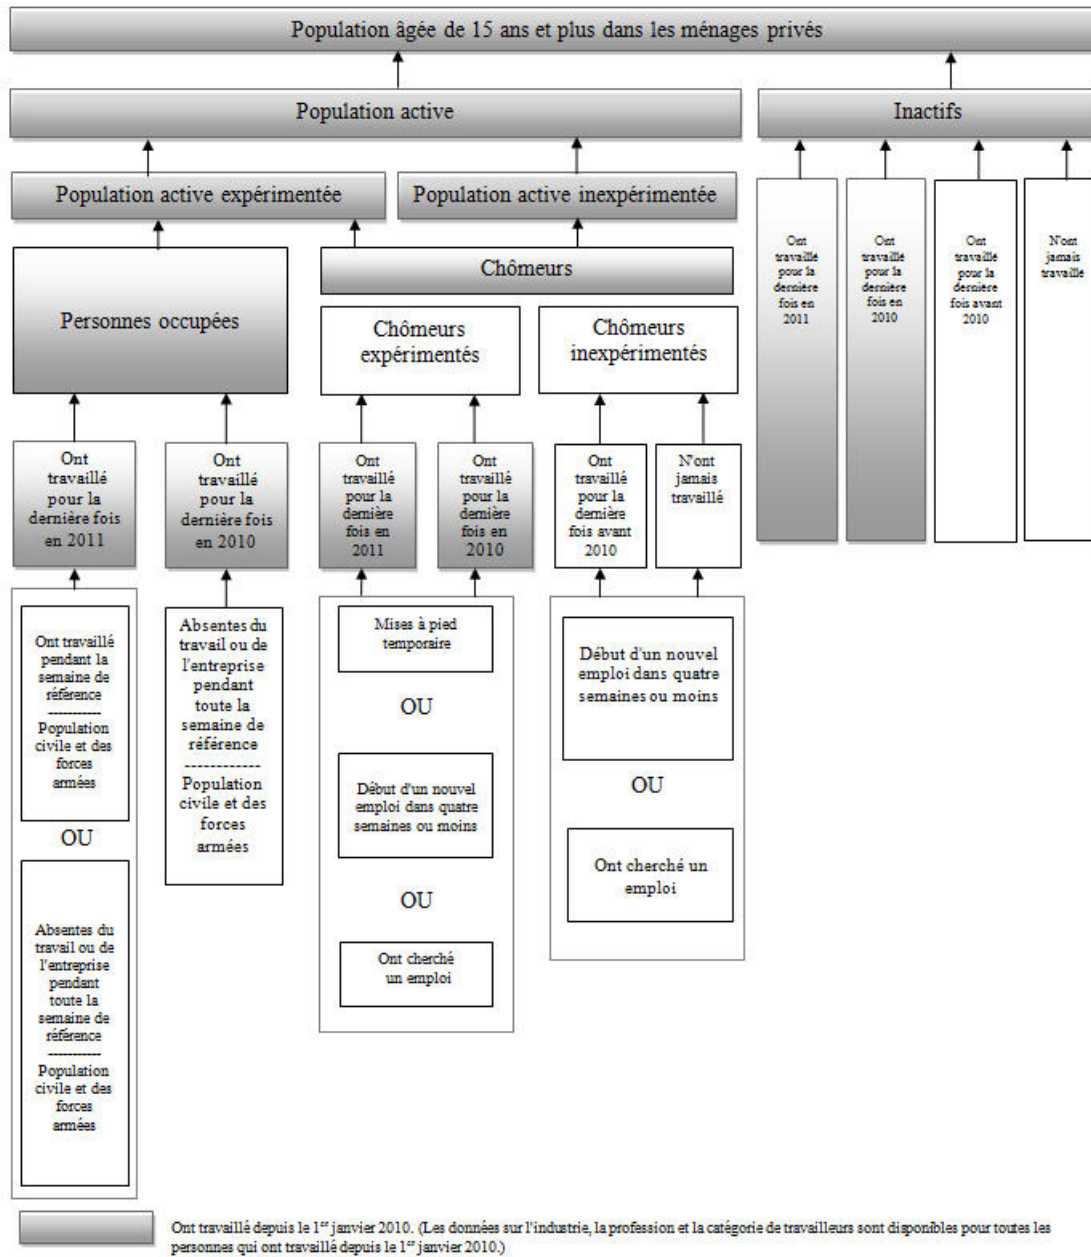 Population âgée de 15 ans et plus dans les ménages privés
Population active
Inactifs
Population active expérimentée
Population active inexpérimentée
Ont
travaillé
pour la
dernière
fois en
2011
Ont
travaillé
pour la
dernière
fois en
2010
Ont
travaillé
pour la
dernière
fois avant
2010
N'ont
jamais
travaillé
Personnes occupées
Chômeurs
Chômeurs
expérimentés
Chômeurs
inexpérimentés
Ont
travaillé
pour la
dernière fois
en 2011
Ont
travaillé
pour la
dernière fois
en 2010
Ont
travaillé
pour la
dernière
fois en
2011
Ont
travaillé
pour la
dernière
fois en
2010
Ont
travaillé
pour la
dernière
fois avant
2010
N'ont
jamais
travaillé
Ont travaillé
pendant la
semaine de
référence
-----------
Population
civile et des
forces
armées
OU
Absentes du
travail ou de
l'entreprise
pendant
toute la
semaine de
référence
-----------
Population
civile et des
forces
armées
Absentes du
travail ou de
l'entreprise
pendant
toute la
semaine de
référence
------------
Population
civile et des
forces
armées
Mises à pied
temporaire
OU
Début d'un nouvel
emploi dans quatre
semaines ou moins
OU
Ont cherché
un emploi
Début d'un nouvel
emploi dans quatre
semaines ou moins
OU
Ont cherché un
emploi
Ont travaillé depuis le 1er janvier 2010. (Les données sur l'industrie, la profession et la catégorie de travailleurs sont disponibles pour toutes les
personnes qui ont travaillé depuis le 1er janvier 2010.)